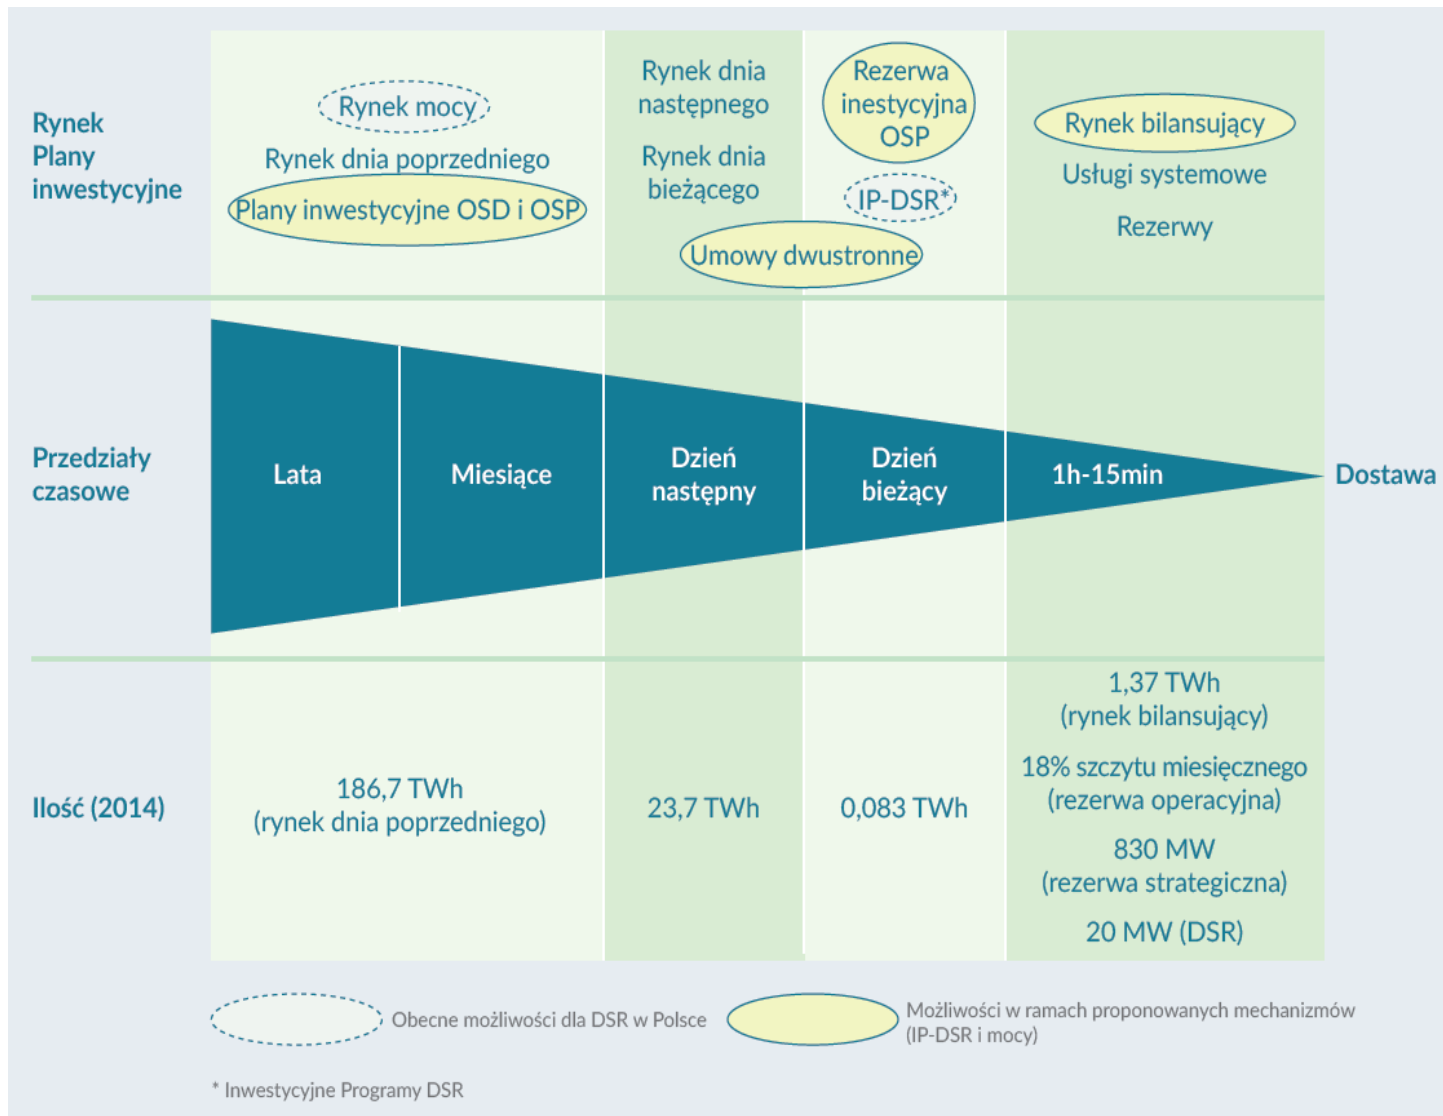 Rynek
Plany
inwestycyjne
Rynek mocy
Rynek dnia poprzedniego
Plany inwestycyjne OSD i OSP
Rynek dnia
następnego
Rynek dnia
bieżącego
Umowy dwustronne
Rezerwa
inestycyjna
OSP
IP-DSR*
Rynek bilansujący
Usługi systemowe
Rezerwy
Przedziały
czasowe
Lata
Miesiące
Dzień
następny
Dzień
bieżący
1h-15min
Dostawa
Ilość (2014)
186,7 TWh
(rynek dnia poprzedniego)
23,7 TWh
0,083 TWh
1,37 TWh
(rynek bilansujący)
18% szczytu miesięcznego
(rezerwa operacyjna)
830 MW
(rezerwa strategiczna)
20 MW (DSR)
Obecne możliwości dla DSR w Polsce
Możliwości w ramach proponowanych mechanizmów
(IP-DSR i mocy)
* Inwestycyjne Programy DSR